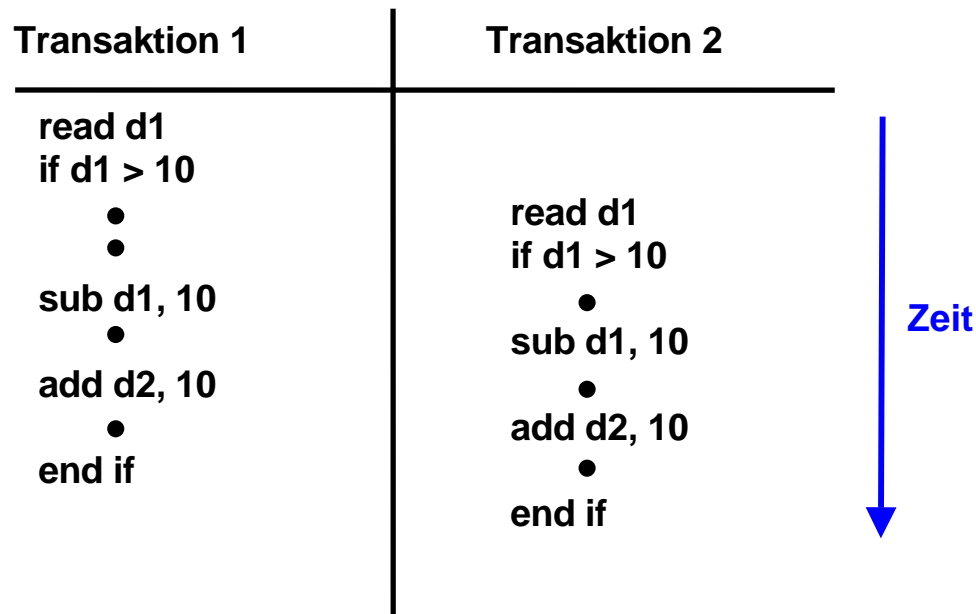 Transaktion 1
read d1
if d1 > 10
sub d1, 10
add d2, 10
end if
Transaktion 2
read d1
if d1 > 10
sub d1, 10
add d2, 10
end if
Zeit